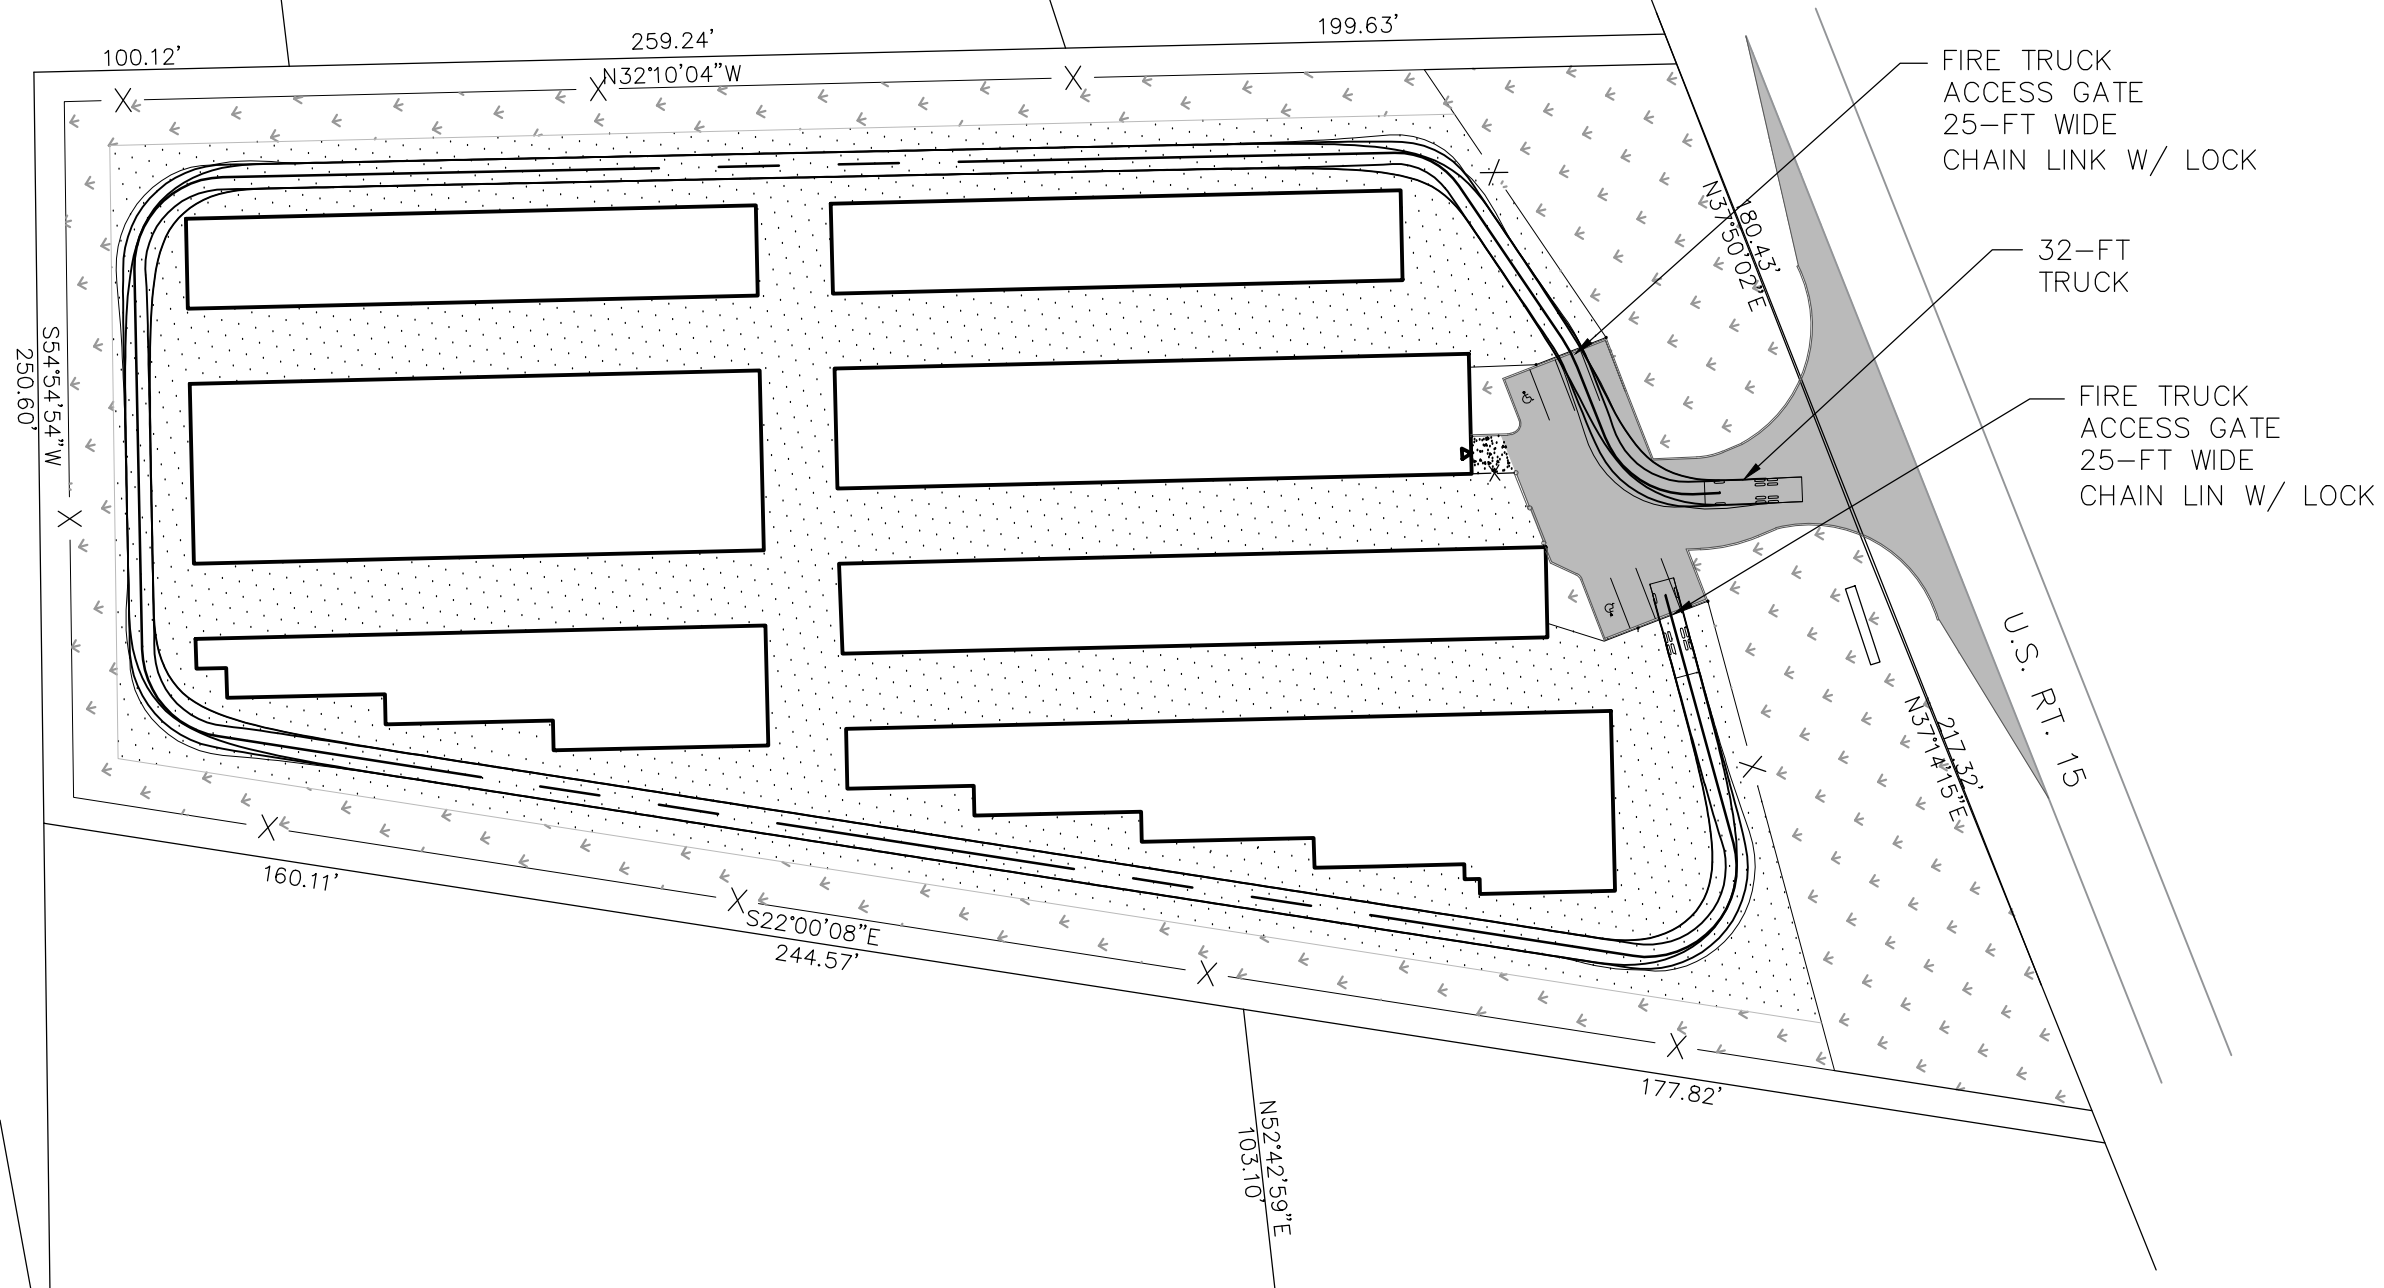 100.12'
259.24'
199.63'
N32°10'04"W
FIRE TRUCK
ACCESS GATE
25-FT WIDE
CHAIN LINK W/ LOCK
180.43'
N37°50'02"E
32-FT
TRUCK
S54°54'54"W
250.60'
FIRE TRUCK
ACCESS GATE
25-FT WIDE
CHAIN LIN W/ LOCK
U.S. RT. 15
217.32'
N37°14'15"E
160.11'
S22°00'08"E
244.57'
177.82'
N52°42'59"E
103.10'
X
X
X
X
X
X
X
X
X
X
X